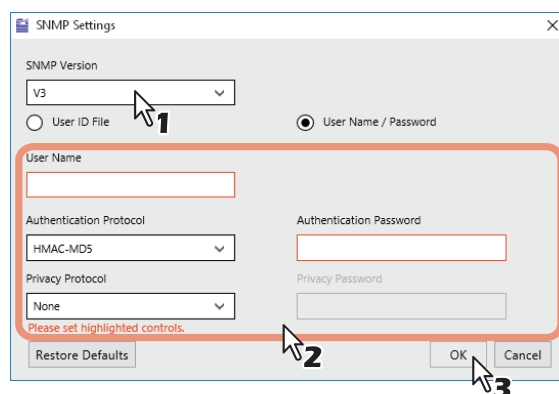 SNMP Settings
SNMP Version
V3
1
User ID File
User Name / Password
User Name
Authentication Protocol
Authentication Password
HMAC-MD5
Privacy Protocol
Privacy Password
None
Please set highlighted controls.
2
Restore Defaults
OK
Cancel
3